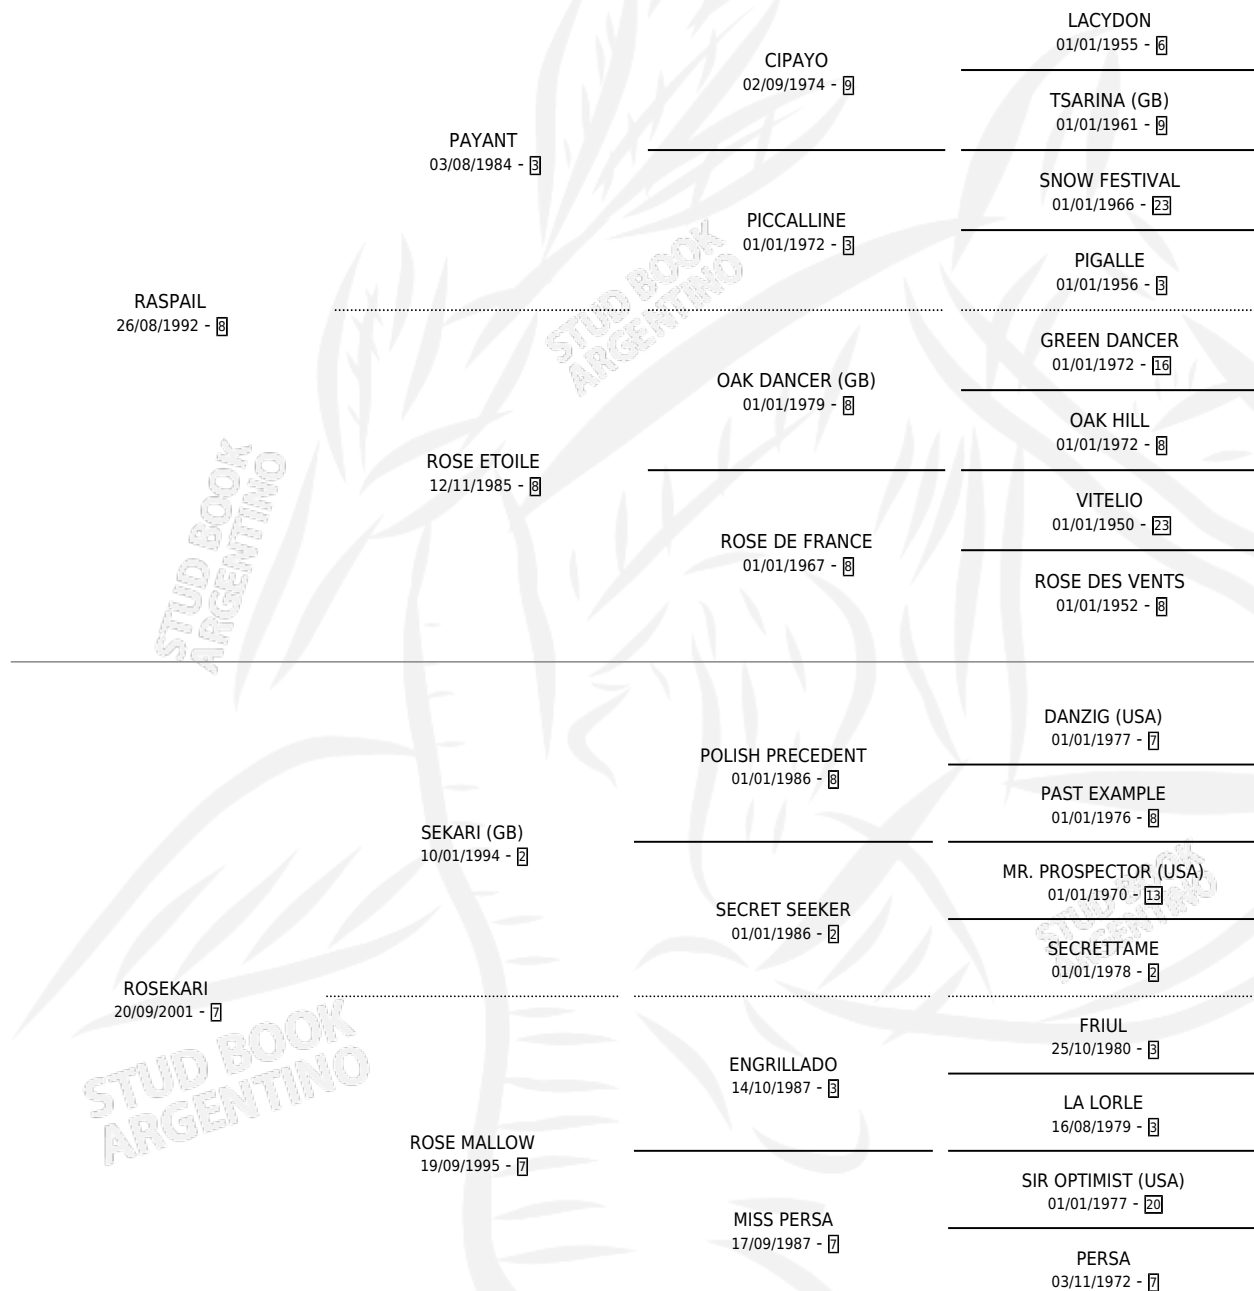 LACYDON
01/01/1955 - 6
CIPAYO
02/09/1974 - 9
TSARINA (GB)
01/01/1961 - 9
PAYANT
03/08/1984 - 3
SNOW FESTIVAL
01/01/1966 - 23
PICCALLINE
01/01/1972 - 3
PIGALLE
01/01/1956 - 3
RASPAIL
26/08/1992 - 8
GREEN DANCER
01/01/1972 - 16
OAK DANCER (GB)
01/01/1979 - 8
OAK HILL
01/01/1972 - 8
ROSE ETOILE
12/11/1985 - 8
VITELIO
01/01/1950 - 23
ROSE DE FRANCE
01/01/1967 - 8
ROSE DES VENTS
01/01/1952 - 8
DANZIG (USA)
01/01/1977 - 7
POLISH PRECEDENT
01/01/1986 - 8
PAST EXAMPLE
01/01/1976 - 8
SEKARI (GB)
10/01/1994 - 2
MR. PROSPECTOR (USA)
01/01/1970 - 13
SECRET SEEKER
01/01/1986 - 2
SECRETTAME
01/01/1978 - 2
ROSEKARI
20/09/2001 - 7
FRIUL
25/10/1980 - 3
ENGRILLADO
14/10/1987 - 3
LA LORLE
16/08/1979 - 3
ROSE MALLOW
19/09/1995 - 7
SIR OPTIMIST (USA)
01/01/1977 - 20
MISS PERSA
17/09/1987 - 7
PERSA
03/11/1972 - 7
STUD BOOK
ARGENTINO
STUD BOOK
ARGENTINO
STUD BOOK
ARGENTINO
STUD BOOK
ARGENTINO